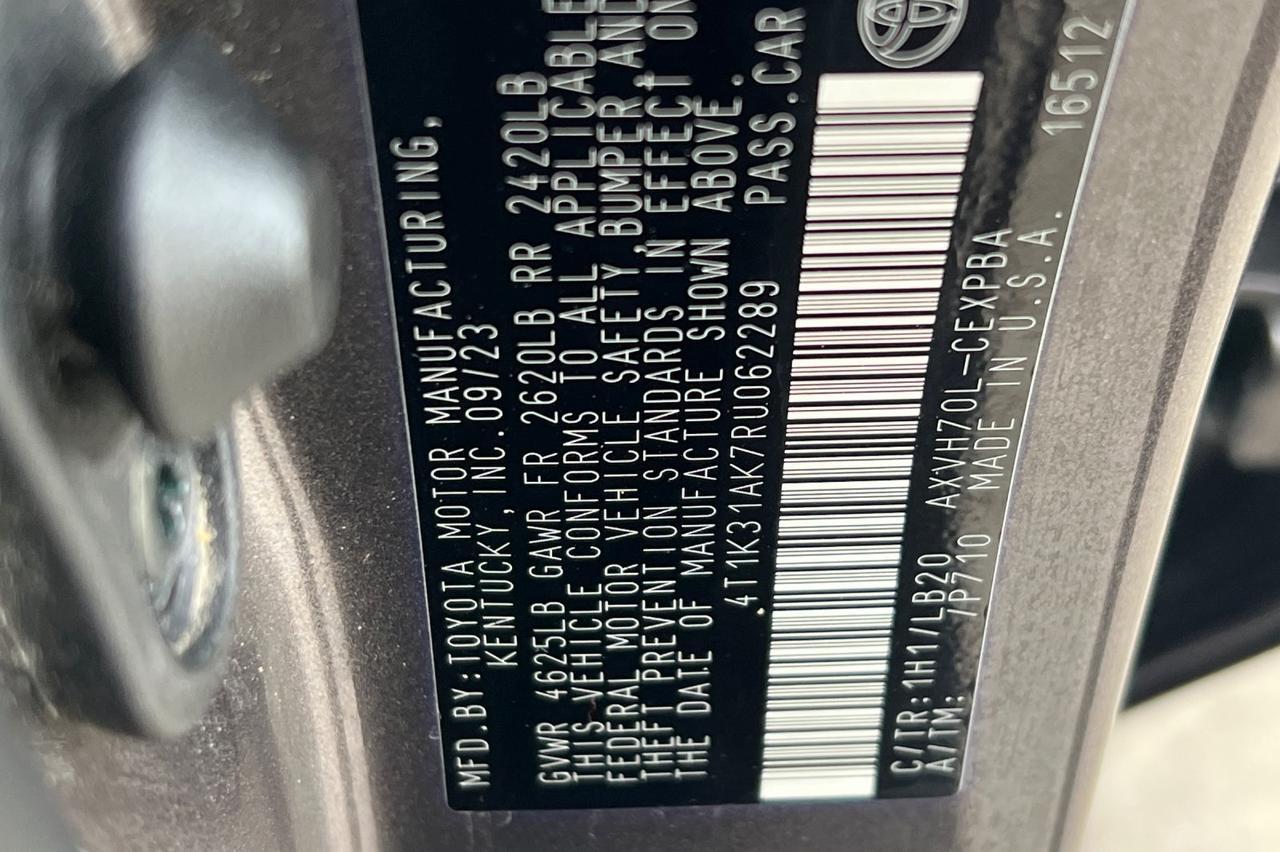 MFD.BY:TOYOTA MOTOR MANUFACTURING,
KENTUCKY,INC.09/23
GVWR 4625LB GAWR FR 2620LB RR 2420LB
THIS VEHICLE CONFORMS TO ALL APPLICABLE
FEDERAL MOTOR VEHICLE SAFETY,BUMPER,AND
THEFT PREVENTION STANDARDS IN EFFECT ON
THE DATE OF MANUFACTURE SHOWN ABOVE.
4T1K31AK7RU062289 PASS.CAR
C/TR:1H1/LB20 AXVH70L-CEXPBA
A/TM: /P710 MADE IN U.S.A. 16512